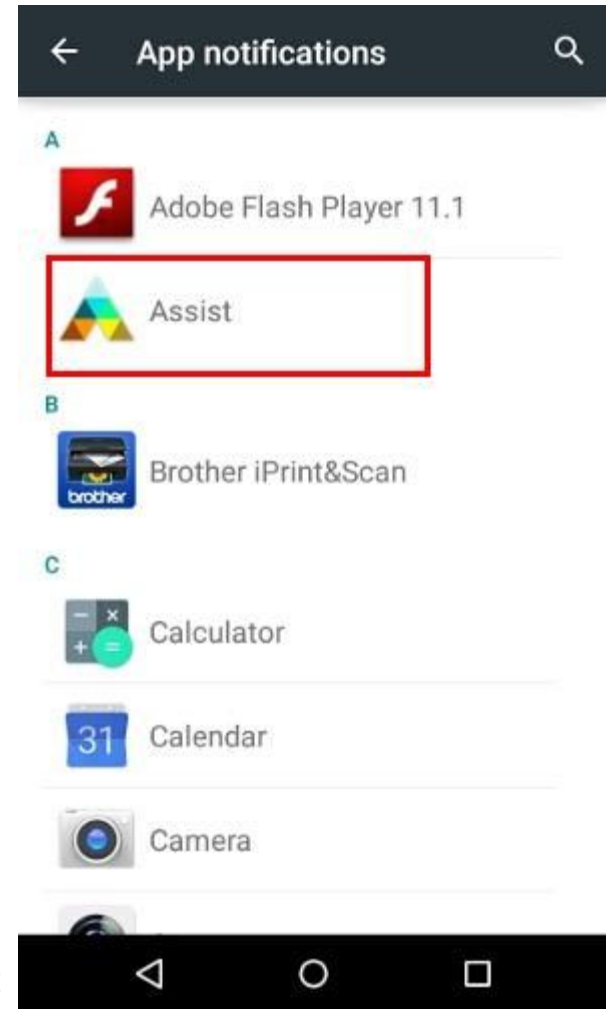 App notifications
A
Adobe Flash Player 11.1
Assist
B
brother
Brother iPrint&Scan
C
Calculator
31
Calendar
Camera